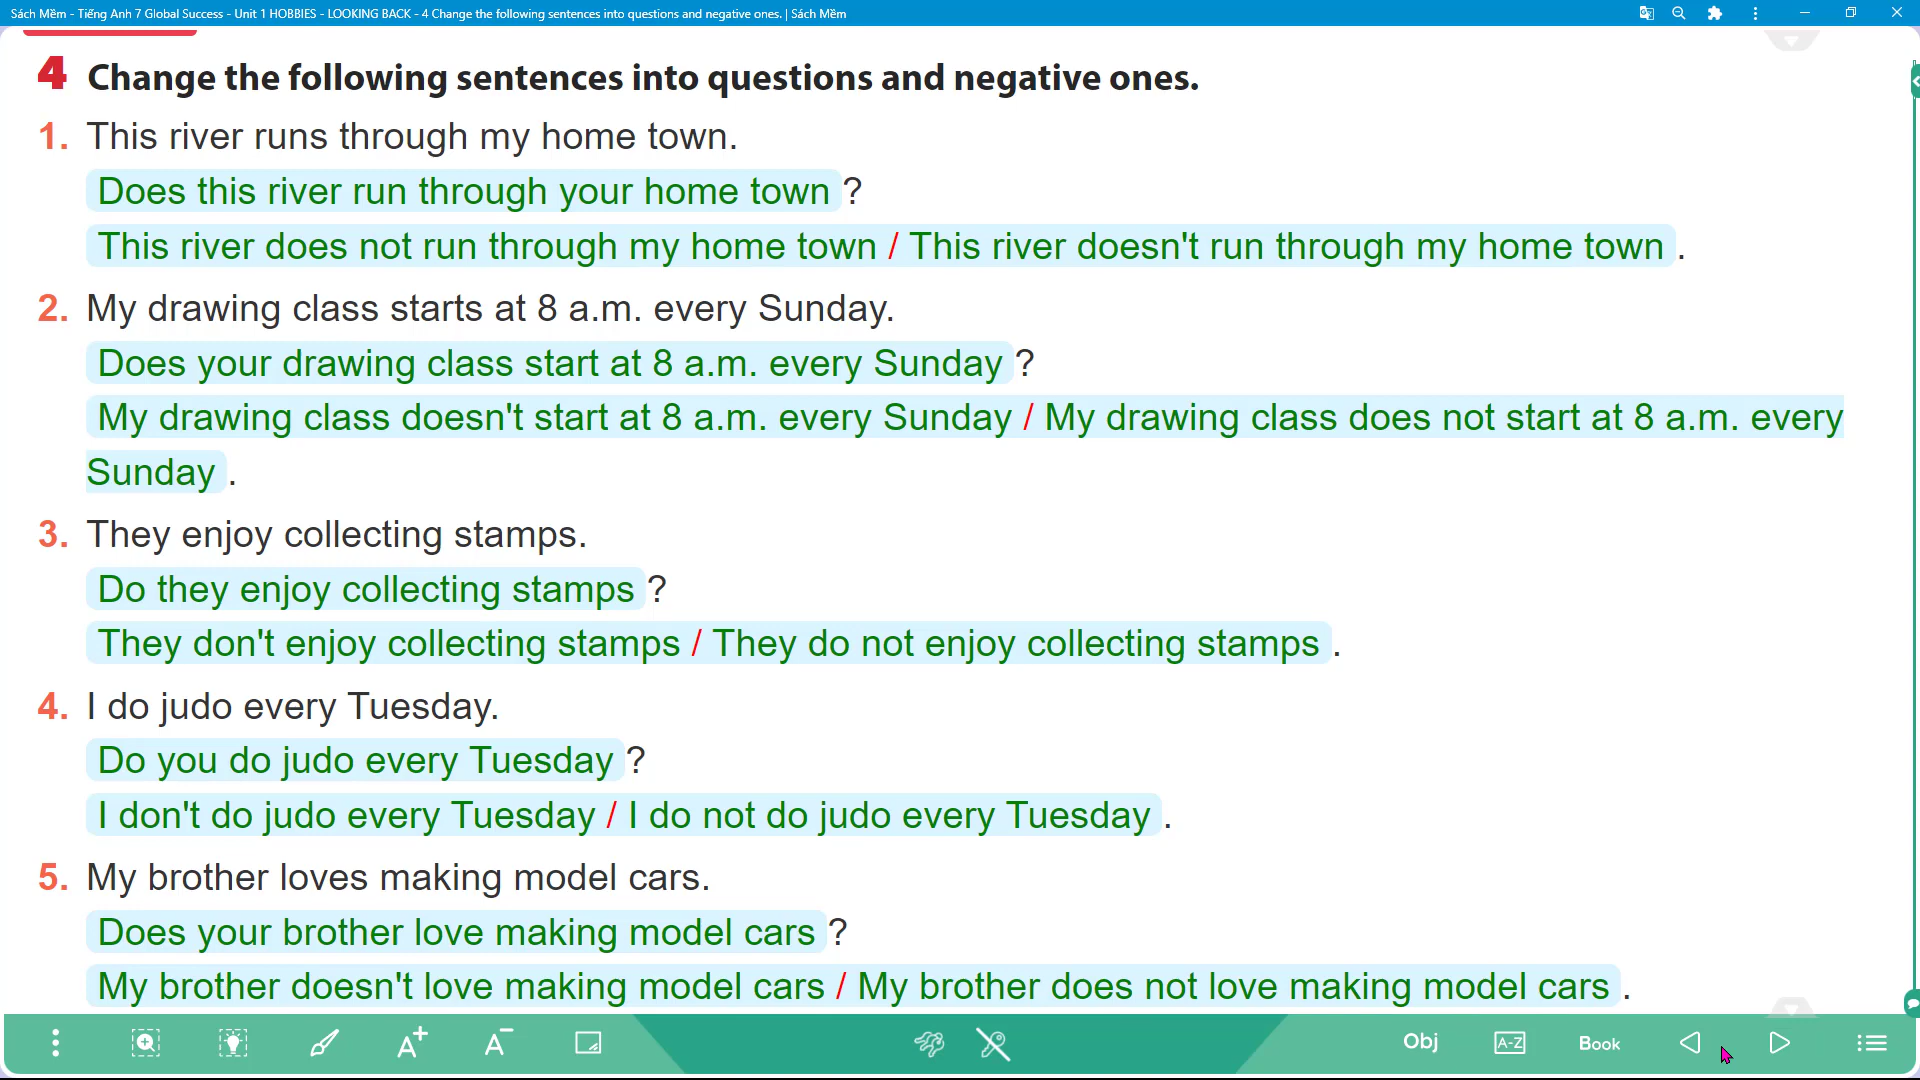 Sách Mềm - Tiếng Anh 7 Global Success - Unit 1 HOBBIES - LOOKING BACK - 4 Change the following sentences into questions and negative ones. | Sách Mềm
4 Change the following sentences into questions and negative ones.
1. This river runs through my home town.
Does this river run through your home town ?
This river does not run through my home town / This river doesn't run through my home town .
2. My drawing class starts at 8 a.m. every Sunday.
Does your drawing class start at 8 a.m. every Sunday ?
My drawing class doesn't start at 8 a.m. every Sunday / My drawing class does not start at 8 a.m. every
Sunday .
3. They enjoy collecting stamps.
Do they enjoy collecting stamps ?
They don't enjoy collecting stamps / They do not enjoy collecting stamps .
4. I do judo every Tuesday.
Do you do judo every Tuesday ?
I don't do judo every Tuesday / I do not do judo every Tuesday .
5. My brother loves making model cars.
Does your brother love making model cars ?
My brother doesn't love making model cars / My brother does not love making model cars .
A+ A− Obj A-Z Book